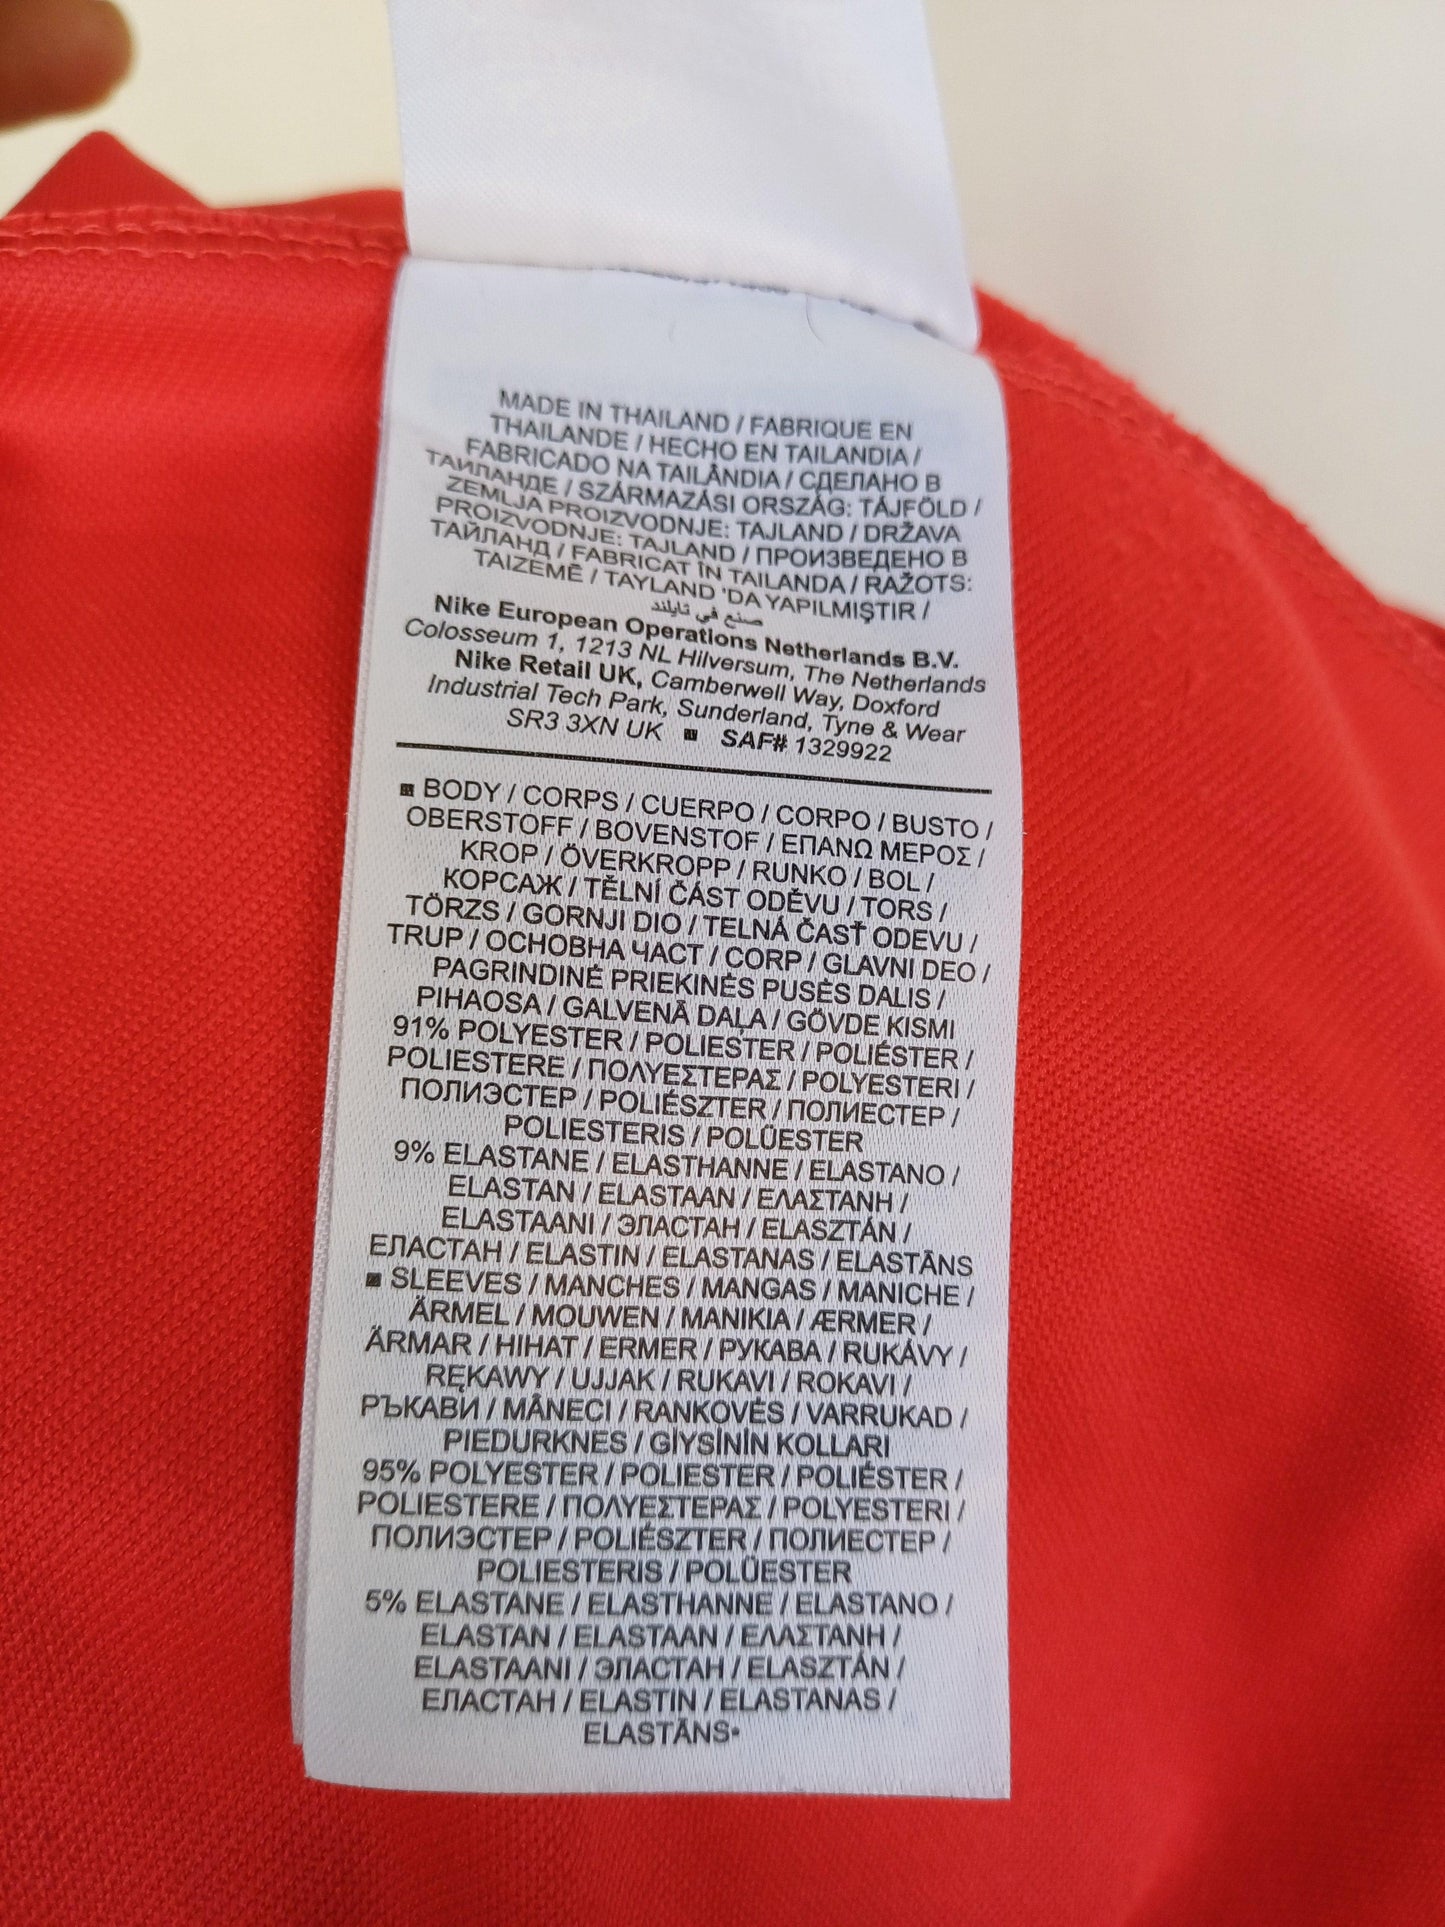 MADE IN THAILAND / FABRIQUE EN
THAILANDE / HECHO EN TAILANDIA /
FABRICADO NA TAILÂNDIA / СДЕЛАНО В
ТАИЛАНДЕ / SZÁRMAZÁSI ORSZÁG: TÁJFÖLD /
ZEMLJA PROIZVODNJE: TAJLAND / DRŽAVA
PROIZVODNJE: TAJLAND / ПРОИЗВЕДЕНО В
ТАЙЛАНД / FABRICAT ÎN TAILANDA / RAŽOTS:
TAIZEMĒ / TAYLAND 'DA YAPILMIŞTIR /
صنع في تايلند
Nike European Operations Netherlands B.V.
Colosseum 1, 1213 NL Hilversum, The Netherlands
Nike Retail UK, Camberwell Way, Doxford
Industrial Tech Park, Sunderland, Tyne & Wear
SR3 3XN UK ▪ SAF# 1329922
▪ BODY / CORPS / CUERPO / CORPO / BUSTO /
OBERSTOFF / BOVENSTOF / ΕΠΑΝΩ ΜΕΡΟΣ /
KROP / ÖVERKROPP / RUNKO / BOL /
КОРСАЖ / TĚLNÍ ČÁST ODĚVU / TORS /
TÖRZS / GORNJI DIO / TELNÁ ČASŤ ODEVU /
TRUP / ОСНОВНА ЧАСТ / CORP / GLAVNI DEO /
PAGRINDINĖ PRIEKINĖS PUSĖS DALIS /
PIHAOSA / GALVENĀ DAĻA / GÖVDE KISMI
91% POLYESTER / POLIESTER / POLIÉSTER /
POLIESTERE / ΠΟΛΥΕΣΤΕΡΑΣ / POLYESTERI /
ПОЛИЭСТЕР / POLIÉSZTER / ПОЛИЕСТЕР /
POLIESTERIS / POLÜESTER
9% ELASTANE / ELASTHANNE / ELASTANO /
ELASTAN / ELASTAAN / ΕΛΑΣΤΑΝΗ /
ELASTAANI / ЭЛАСТАН / ELASZTÁN /
ЕЛАСТАН / ELASTIN / ELASTANAS / ELASTĀNS
▪ SLEEVES / MANCHES / MANGAS / MANICHE /
ÄRMEL / MOUWEN / MANIKIA / ÆRMER /
ÄRMAR / HIHAT / ERMER / РУКАВА / RUKÁVY /
RĘKAWY / UJJAK / RUKAVI / ROKAVI /
РЪКАВИ / MÂNECI / RANKOVĖS / VARRUKAD /
PIEDURKNES / GİYSİNİN KOLLARI
95% POLYESTER / POLIESTER / POLIÉSTER /
POLIESTERE / ΠΟΛΥΕΣΤΕΡΑΣ / POLYESTERI /
ПОЛИЭСТЕР / POLIÉSZTER / ПОЛИЕСТЕР /
POLIESTERIS / POLÜESTER
5% ELASTANE / ELASTHANNE / ELASTANO /
ELASTAN / ELASTAAN / ΕΛΑΣΤΑΝΗ /
ELASTAANI / ЭЛАСТАН / ELASZTÁN /
ЕЛАСТАН / ELASTIN / ELASTANAS /
ELASTĀNS•